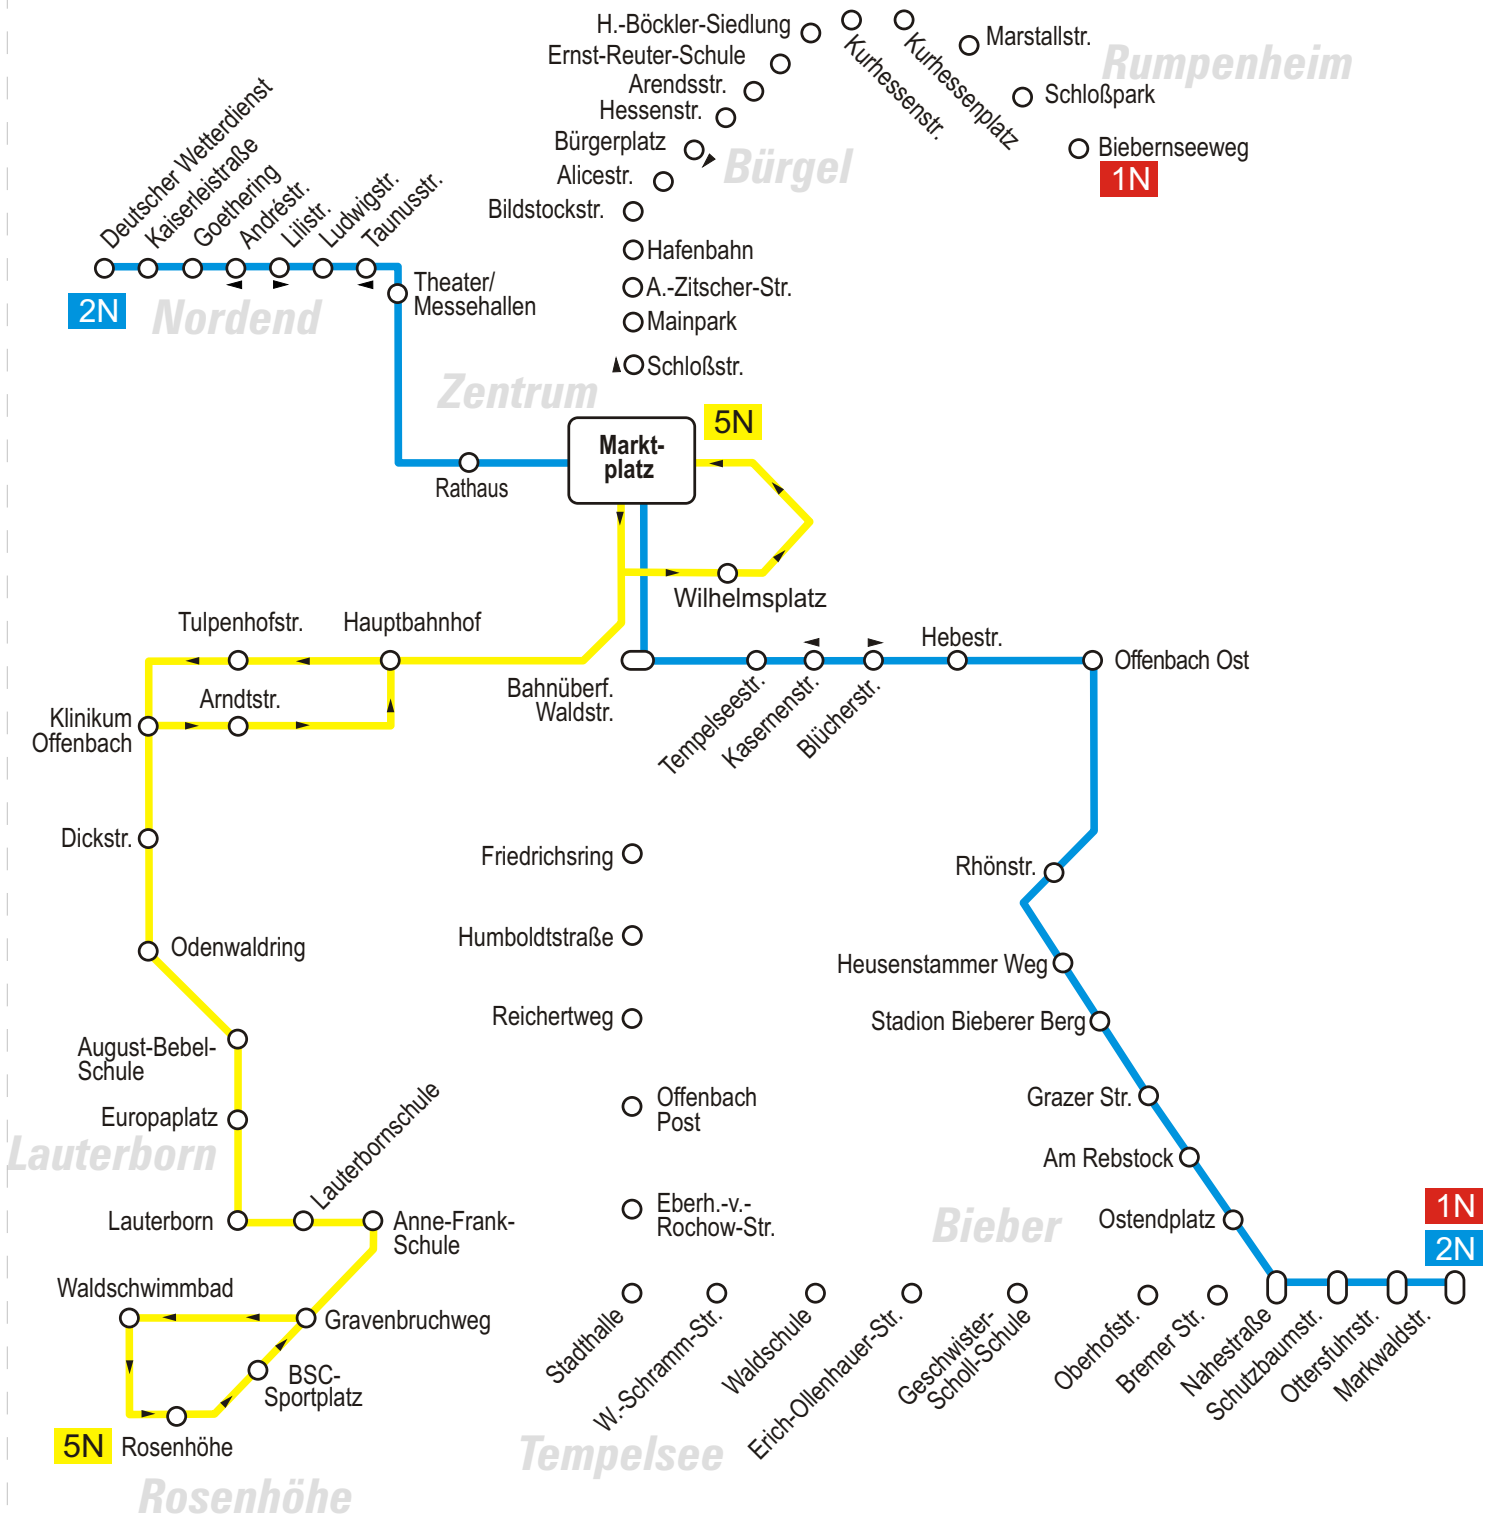 H.-Böckler-Siedlung
Ernst-Reuter-Schule
Arendsstr.
Hessenstr.
Bürgerplatz
Alicestr.
Bildstockstr.
Hafenbahn
A.-Zitscher-Str.
Mainpark
Schloßstr.
Kurhessenstr.
Kurhessenplatz
Marstallstr.
Rumpenheim
Schloßpark
Biebernseeweg
1N
Bürgel
Deutscher Wetterdienst
Kaiserleistraße
Goethering
Andréstr.
Lilistr.
Ludwigstr.
Taunusstr.
Theater/
Messehallen
2N
Nordend
Zentrum
5N
Markt-
platz
Rathaus
Wilhelmsplatz
Tulpenhofstr.
Hauptbahnhof
Arndtstr.
Klinikum
Offenbach
Bahnüberf.
Waldstr.
Tempelseestr.
Kasernenstr.
Blücherstr.
Hebestr.
Offenbach Ost
Dickstr.
Friedrichsring
Rhönstr.
Odenwaldring
Humboldtstraße
Heusenstammer Weg
Reichertweg
Stadion Bieberer Berg
August-Bebel-
Schule
Europaplatz
Lauterborn
Lauterbornschule
Offenbach
Post
Grazer Str.
Am Rebstock
Lauterborn
Anne-Frank-
Schule
Eberh.-v.-
Rochow-Str.
Bieber
Ostendplatz
1N
2N
Waldschwimmbad
Gravenbruchweg
BSC-
Sportplatz
5N
Rosenhöhe
Rosenhöhe
Stadthalle
W.-Schramm-Str.
Waldschule
Erich-Ollenhauer-Str.
Geschwister-
Scholl-Schule
Oberhofstr.
Bremer Str.
Nahestraße
Schutzbaumstr.
Ottersfuhrstr.
Markwaldstr.
Tempelsee